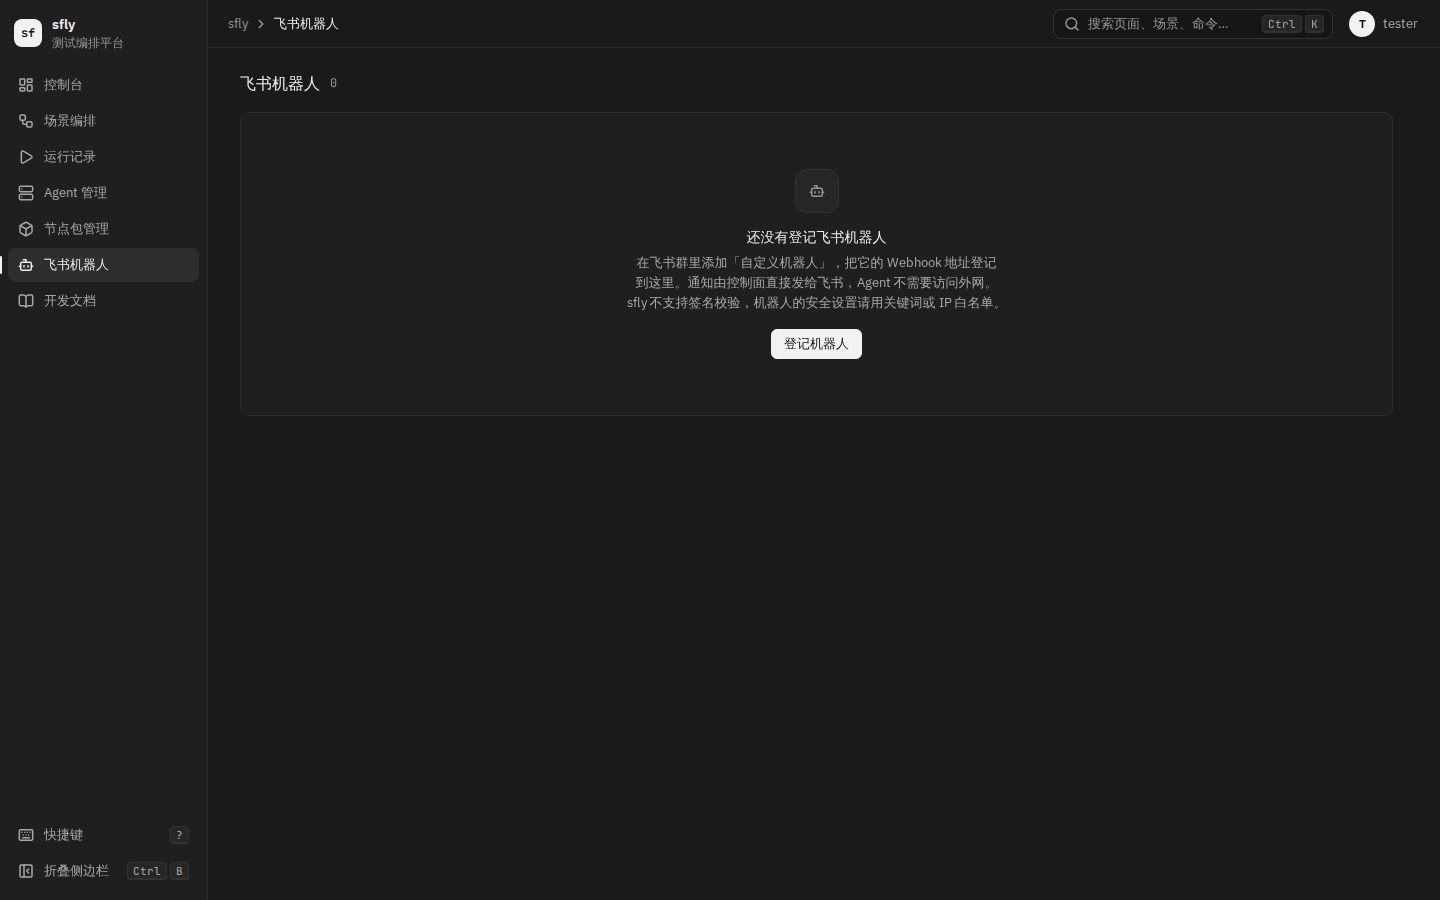 sf
sfly
测试编排平台
控制台
场景编排
运行记录
Agent 管理
节点包管理
飞书机器人
开发文档
快捷键 ?
折叠侧边栏 Ctrl B
sfly > 飞书机器人
搜索页面、场景、命令... Ctrl K
T tester
飞书机器人 0
还没有登记飞书机器人
在飞书群里添加「自定义机器人」，把它的 Webhook 地址登记
到这里。通知由控制面直接发给飞书，Agent 不需要访问外网。
sfly 不支持签名校验，机器人的安全设置请用关键词或 IP 白名单。
登记机器人